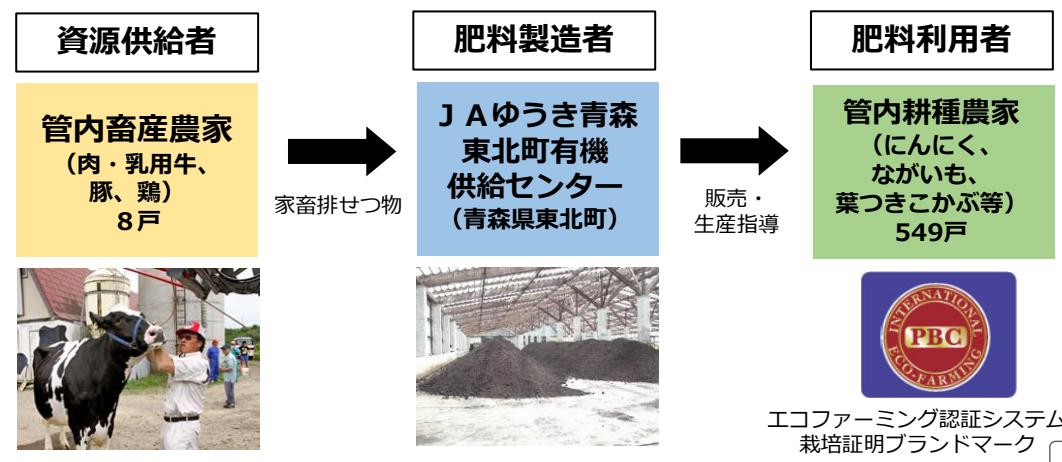 資源供給者
管内畜産農家
（肉・乳用牛、
豚、鶏）
８戸
家畜排せつ物
肥料製造者
ＪＡゆうき青森
東北町有機
供給センター
（青森県東北町）
販売・
生産指導
肥料利用者
管内耕種農家
（にんにく、
ながいも、
葉つきこかぶ等）
549戸
INTERNATIONAL
PBC
ECO-FARMING
エコファーミング認証システム
栽培証明ブランドマーク